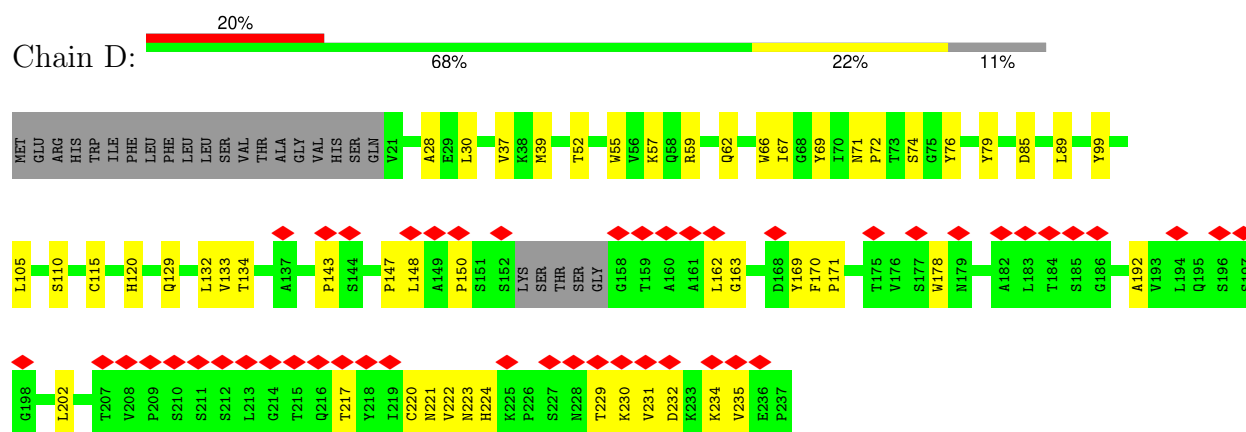 20%
Chain D:
68% 22% 11%
MET GLU ARG HIS TRP ILE PHE LEU LEU PHE LEU LEU SER VAL THR ALA GLY VAL HIS SER GLN V21 A28 E29 L30 V37 K38 M39 T52 W55 V56 K57 Q58 R59 Q62 W66 I67 G68 Y69 I70 N71 P72 T73 S74 G75 Y76 Y79 D85 L89 Y99
L105 S110 C115 H120 Q129 L132 V133 T134 A137 P143 S144 P147 L148 A149 P150 S151 S152 LYS SER THR SER GLY G158 T159 A160 A161 L162 G163 D168 Y169 F170 P171 T175 V176 S177 W178 N179 A182 L183 T184 S185 G186 A192 V193 L194 Q195 S196
G198 L202 T207 V208 P209 S210 S211 S212 L213 G214 T215 Q216 T217 Y218 I219 C220 N221 V222 N223 H224 K225 P226 S227 N228 T229 K230 V231 D232 K233 K234 V235 E236 P237